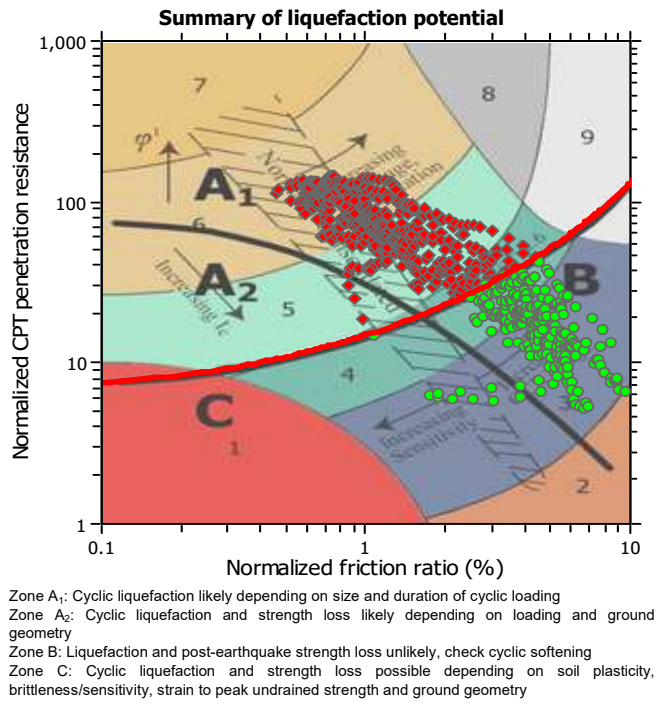 Summary of liquefaction potential
1,000
100
10
1
0.1
1
10
Normalized CPT penetration resistance
Normalized friction ratio (%)
7
8
9
φ'
A1
6
A2
Increasing Ic
5
B
4
C
1
Increasing
Sensitivity
2
Zone A1: Cyclic liquefaction likely depending on size and duration of cyclic loading
Zone A2: Cyclic liquefaction and strength loss likely depending on loading and ground
geometry
Zone B: Liquefaction and post-earthquake strength loss unlikely, check cyclic softening
Zone C: Cyclic liquefaction and strength loss possible depending on soil plasticity,
brittleness/sensitivity, strain to peak undrained strength and ground geometry